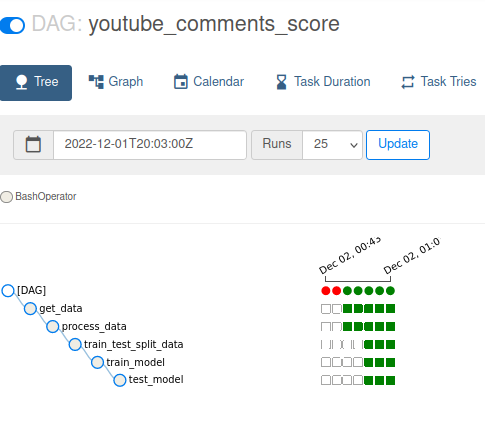 DAG: youtube_comments_score
Tree Graph Calendar Task Duration Task Tries
2022-12-01T20:03:00Z Runs 25 Update
BashOperator
Dec 02, 00:43 Dec 02, 01:0
[DAG]
get_data
process_data
train_test_split_data
train_model
test_model